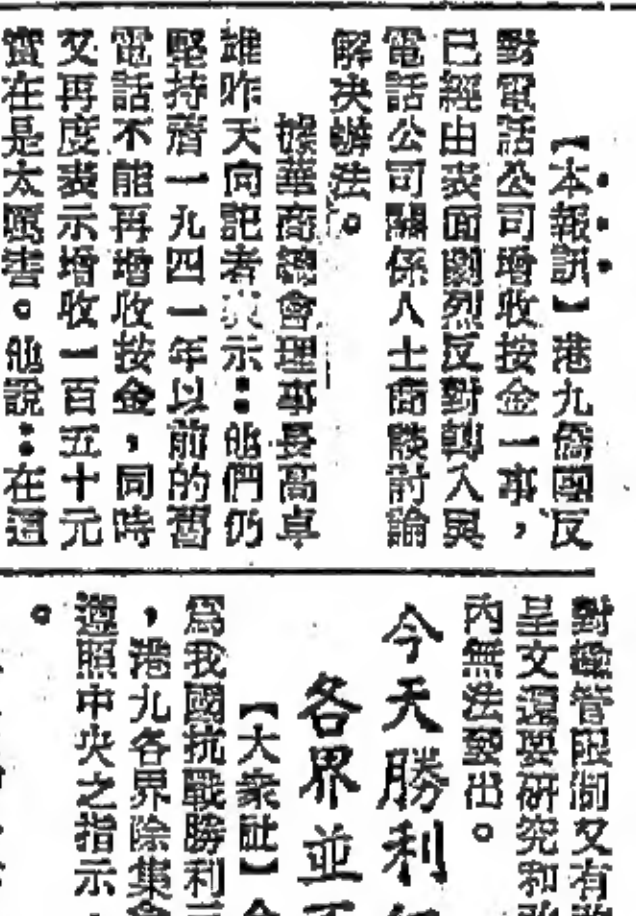 【本報訊】港九僑團反
對電話公司增收按金一事，
已經由表面劇烈反對轉入與
電話公司關係人士商談討論
解決辦法。
據華商總會理事長高卓
雄昨天向記者表示：他們仍
堅持着一九四一年以前的舊
電話不能再增收按金，同時
又再度表示增收一百五十元
實在是太厲害。他說：在這
對 管限制又有
呈文還要研究和
內無法發出。
今天勝利
各界並不
【大衆社】今
爲我國抗戰勝利三
，港九各界除集會
遵照中央之指示，
。